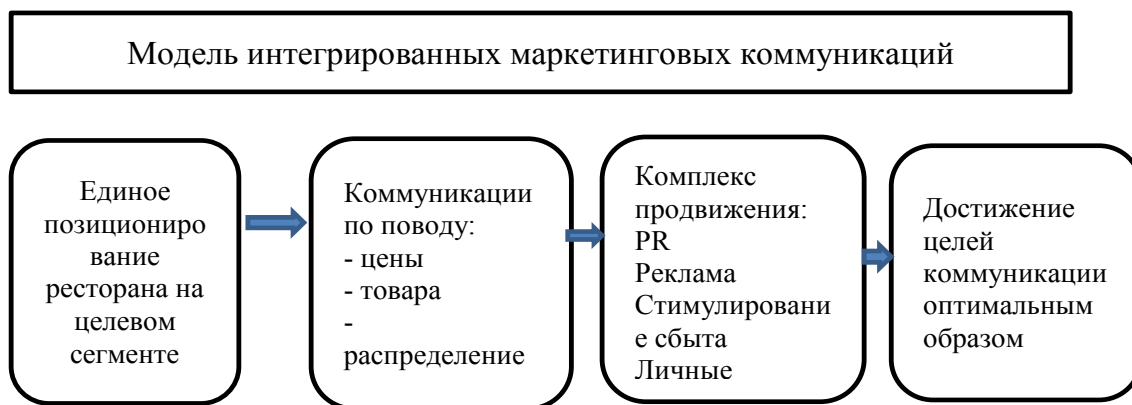 Модель интегрированных маркетинговых коммуникаций
Единое
позициониро
вание
ресторана на
целевом
сегменте
Коммуникации
по поводу:
- цены
- товара
-
распределение
Комплекс
продвижения:
PR
Реклама
Стимулировани
е сбыта
Личные
Достижение
целей
коммуникации
оптимальным
образом